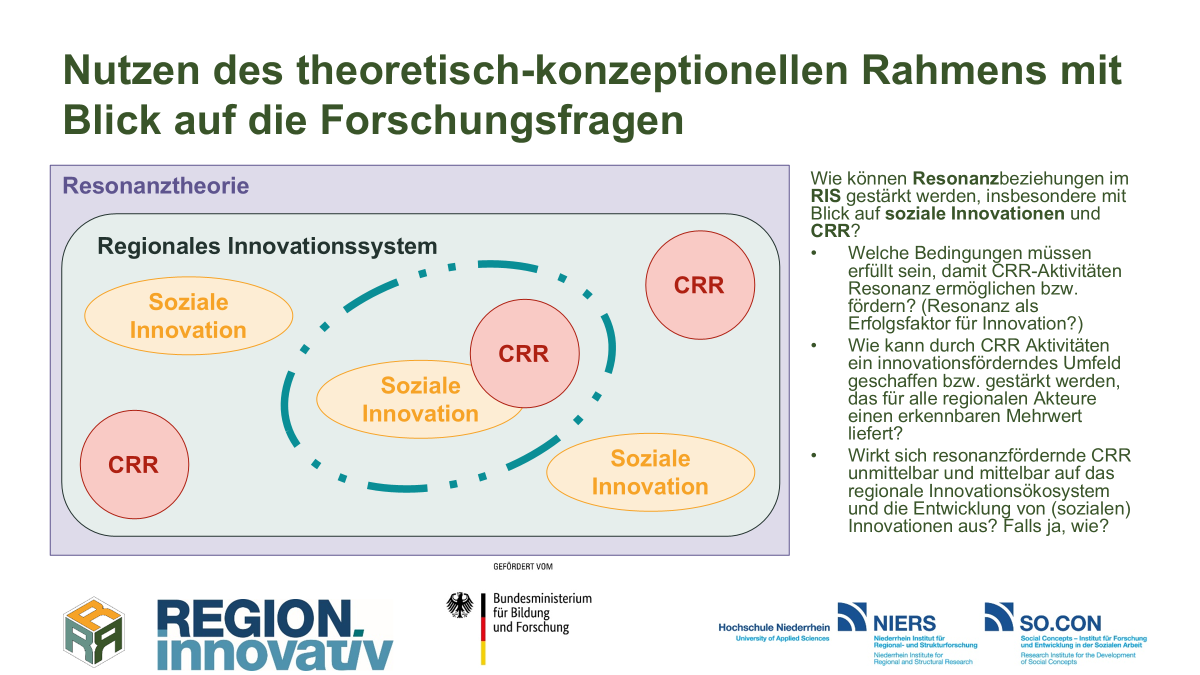 Nutzen des theoretisch-konzeptionellen Rahmens mit
Blick auf die Forschungsfragen
Resonanztheorie
Regionales Innovationssystem
CRR
Soziale
Innovation
CRR
Soziale
Innovation
CRR
Soziale
Innovation
Wie können Resonanzbeziehungen im
RIS gestärkt werden, insbesondere mit
Blick auf soziale Innovationen und
CRR?
• Welche Bedingungen müssen
erfüllt sein, damit CRR-Aktivitäten
Resonanz ermöglichen bzw.
fördern? (Resonanz als
Erfolgsfaktor für Innovation?)
• Wie kann durch CRR Aktivitäten
ein innovationsförderndes Umfeld
geschaffen bzw. gestärkt werden,
das für alle regionalen Akteure
einen erkennbaren Mehrwert
liefert?
• Wirkt sich resonanzfördernde CRR
unmittelbar und mittelbar auf das
regionale Innovationsökosystem
und die Entwicklung von (sozialen)
Innovationen aus? Falls ja, wie?
REGION.
innovativ
GEFÖRDERT VOM
Bundesministerium
für Bildung
und Forschung
Hochschule Niederrhein
University of Applied Sciences
NIERS
Niederrhein Institut für
Regional- und Strukturforschung
Niederrhein Institute for
Regional and Structural Research
SO.CON
Social Concepts – Institut für Forschung
und Entwicklung in der Sozialen Arbeit
Research Institute for the Development
of Social Concepts